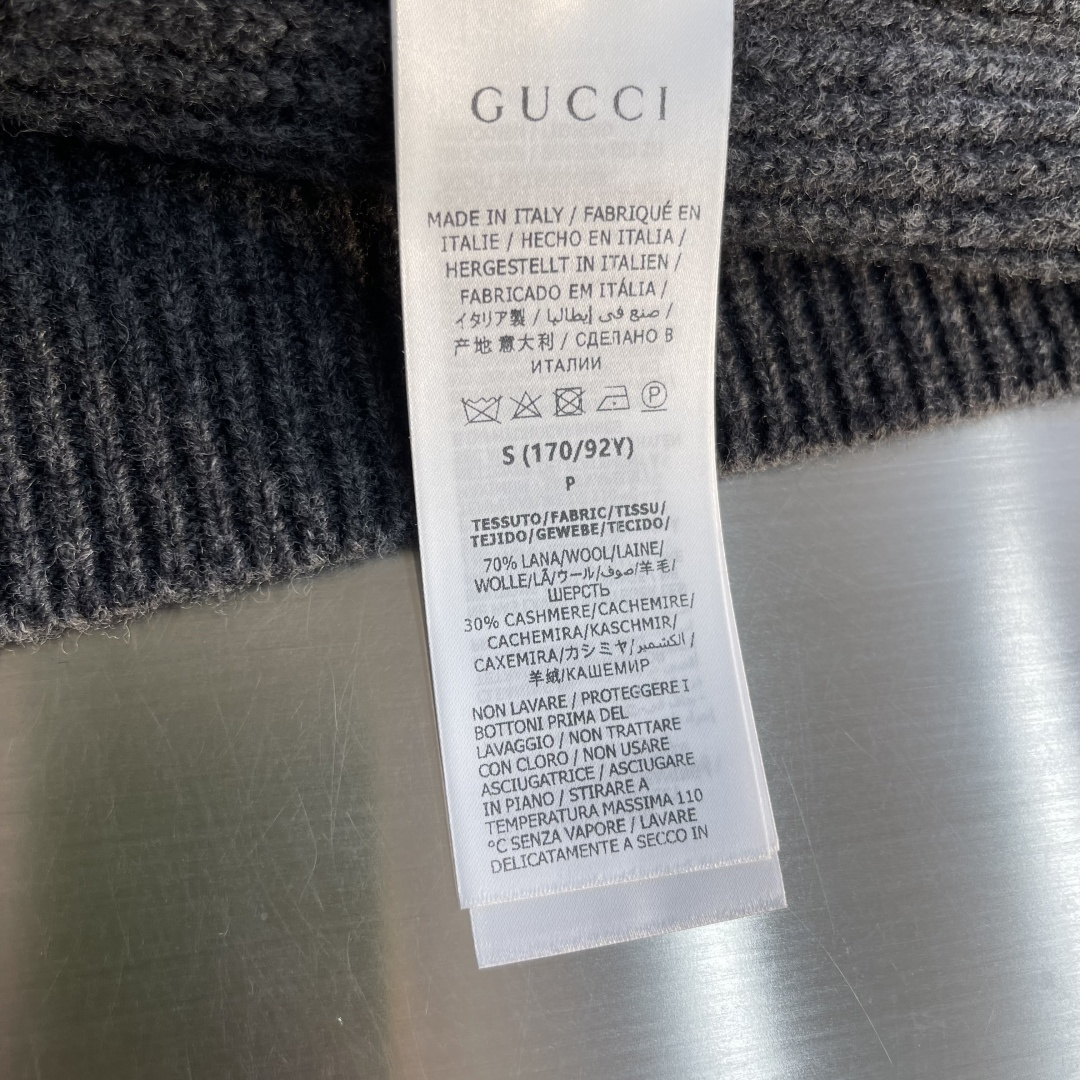 GUCCI
MADE IN ITALY / FABRIQUÉ EN
ITALIE / HECHO EN ITALIA /
HERGESTELLT IN ITALIEN /
FABRICADO EM ITÁLIA /
イタリア製 / صنع في إيطاليا /
产地 意大利 / СДЕЛАНО В
ИТАЛИИ
P
S (170/92Y)
P
TESSUTO/FABRIC/TISSU/
TEJIDO/GEWEBE/TECIDO/
70% LANA/WOOL/LAINE/
WOLLE/LÃ/ウール/صوف/羊毛/
ШЕРСТЬ
30% CASHMERE/CACHEMIRE/
CACHEMIRA/KASCHMIR/
CAXEMIRA/カシミヤ/الكشمير/
羊绒/КАШЕМИР
NON LAVARE / PROTEGGERE I
BOTTONI PRIMA DEL
LAVAGGIO / NON TRATTARE
CON CLORO / NON USARE
ASCIUGATRICE / ASCIUGARE
IN PIANO / STIRARE A
TEMPERATURA MASSIMA 110
°C SENZA VAPORE / LAVARE
DELICATAMENTE A SECCO IN